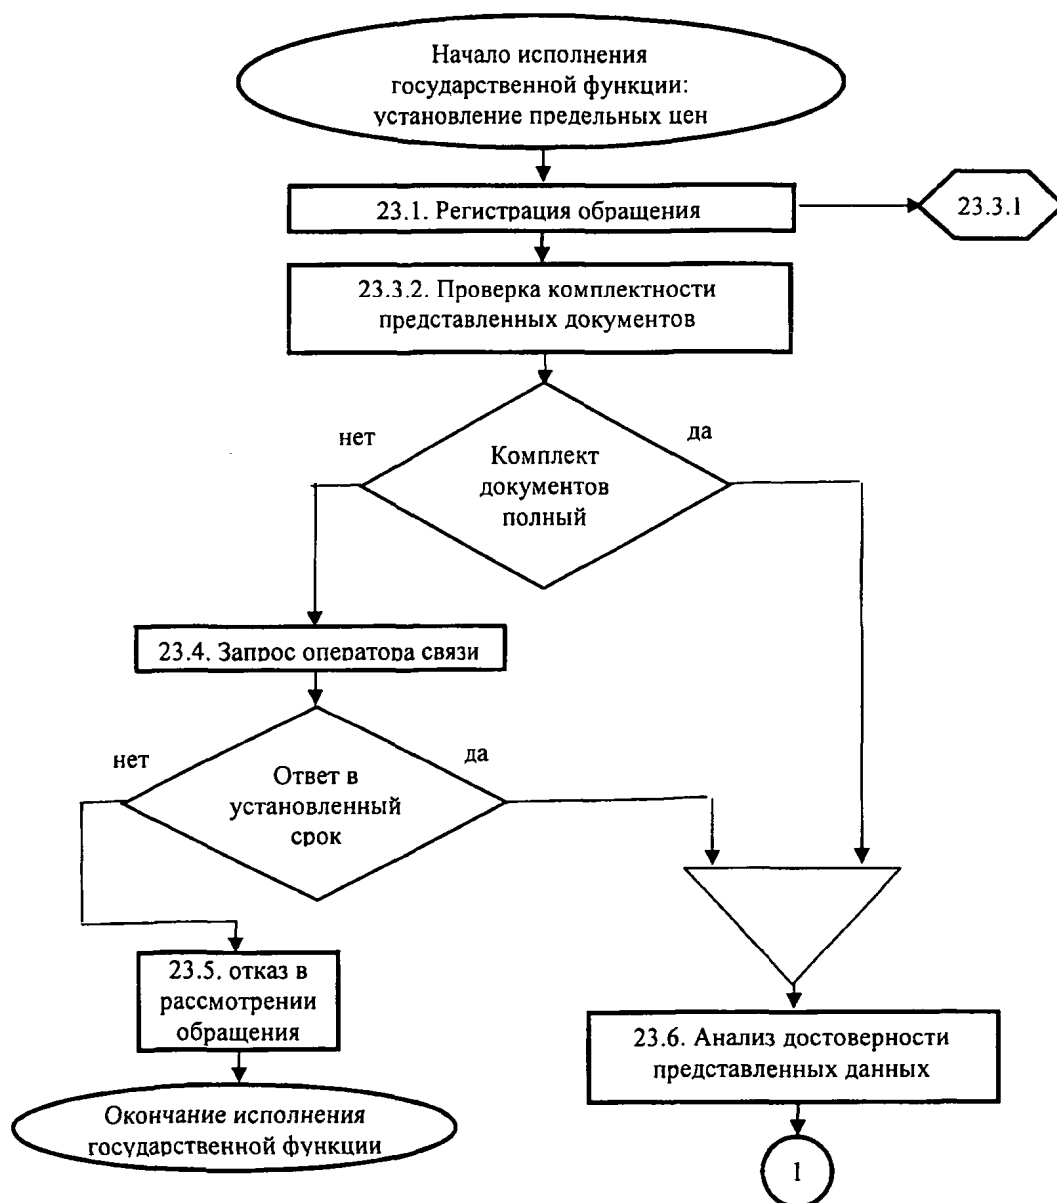 Начало исполнения
государственной функции:
установление предельных цен
23.1. Регистрация обращения
23.3.1
23.3.2. Проверка комплектности
представленных документов
нет
да
Комплект
документов
полный
23.4. Запрос оператора связи
нет
да
Ответ в
установленный
срок
23.5. отказ в
рассмотрении
обращения
23.6. Анализ достоверности
представленных данных
Окончание исполнения
государственной функции
1